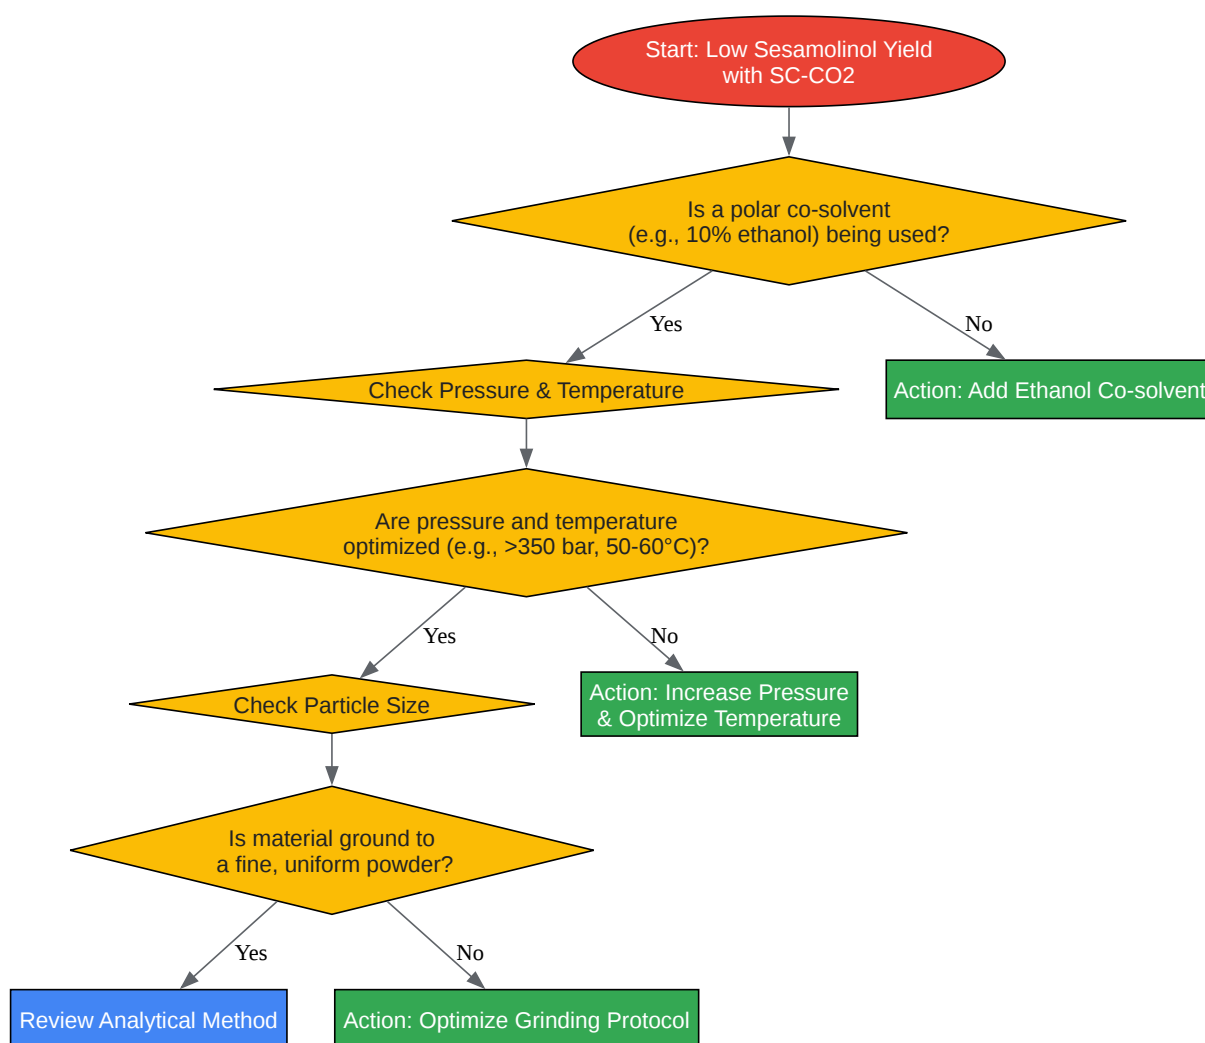 Start: Low Sesamolinol Yield
with SC-CO2
Is a polar co-solvent
(e.g., 10% ethanol) being used?
Yes
No
Check Pressure & Temperature
Action: Add Ethanol Co-solvent
Are pressure and temperature
optimized (e.g., >350 bar, 50-60°C)?
Yes
No
Check Particle Size
Action: Increase Pressure
& Optimize Temperature
Is material ground to
a fine, uniform powder?
Yes
No
Review Analytical Method
Action: Optimize Grinding Protocol